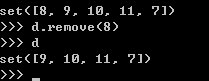 set([8, 9, 10, 11, 7])
>>> d.remove(8)
>>> d
set([9, 10, 11, 7])
>>>